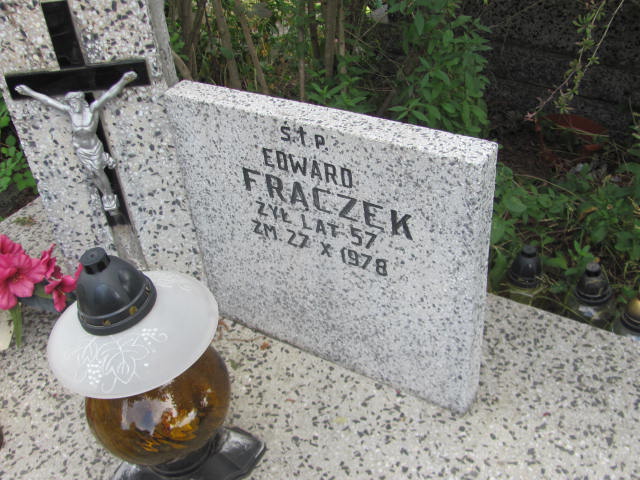 Ś.†P.
EDWARD
FRĄCZEK
ŻYŁ LAT 57
ZM. 27 X 1978